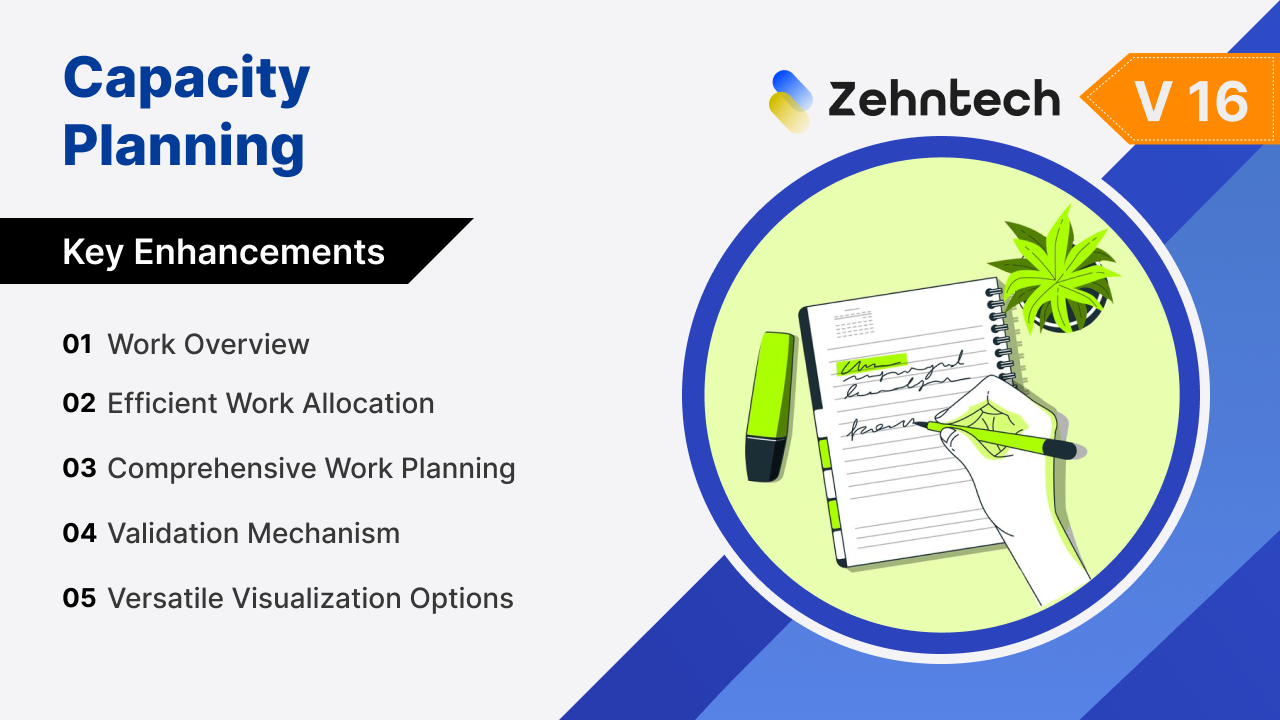 Capacity
Planning
Zehntech
V 16
Key Enhancements
01 Work Overview
02 Efficient Work Allocation
03 Comprehensive Work Planning
04 Validation Mechanism
05 Versatile Visualization Options